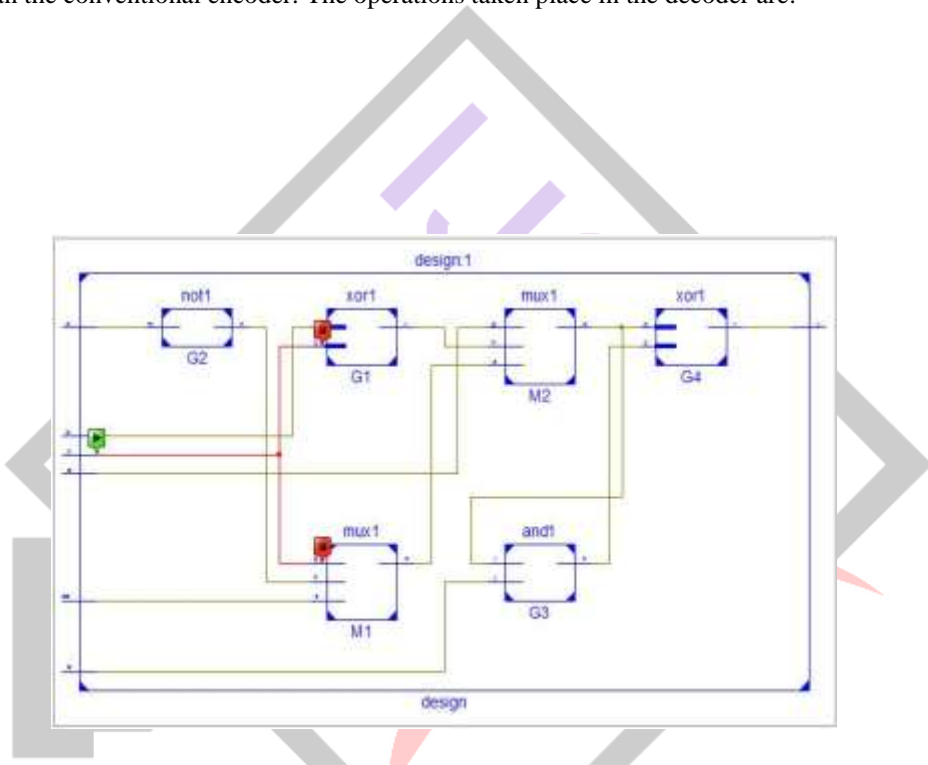 the conventional encoder. The operations taken place in the decoder are:
design:1
not1 xor1 mux1 xor1
G2 G1 M2 G4
mux1 and1
M1 G3
design